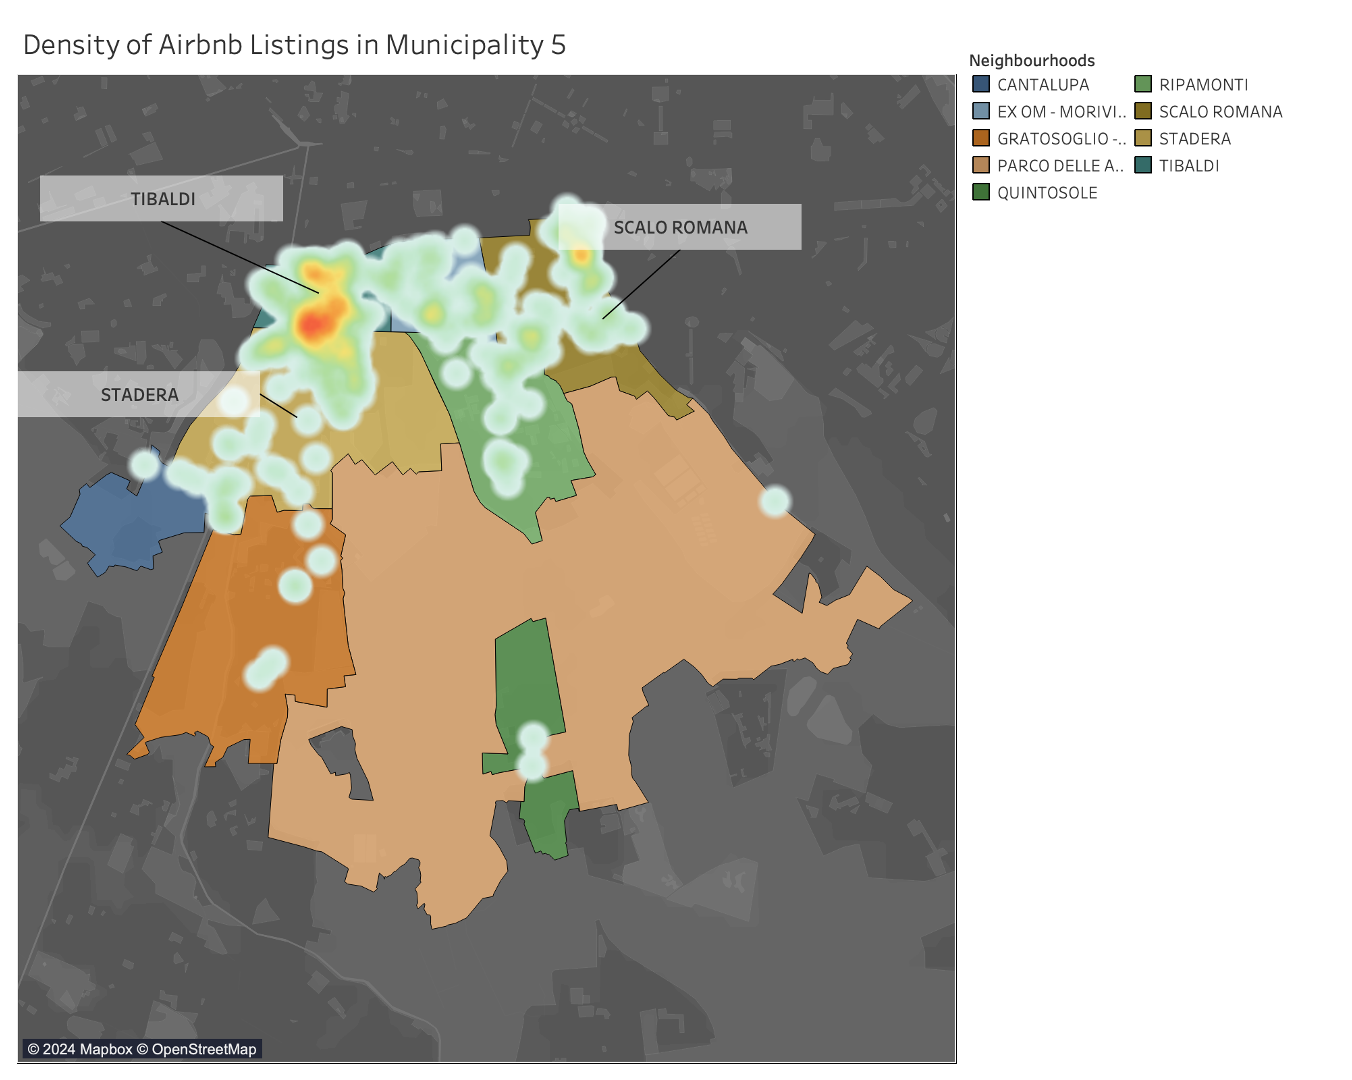 Density of Airbnb Listings in Municipality 5
Neighbourhoods
CANTALUPA
EX OM - MORIVI..
GRATOSOGLIO -..
PARCO DELLE A..
QUINTOSOLE
RIPAMONTI
SCALO ROMANA
STADERA
TIBALDI
TIBALDI
SCALO ROMANA
STADERA
© 2024 Mapbox © OpenStreetMap